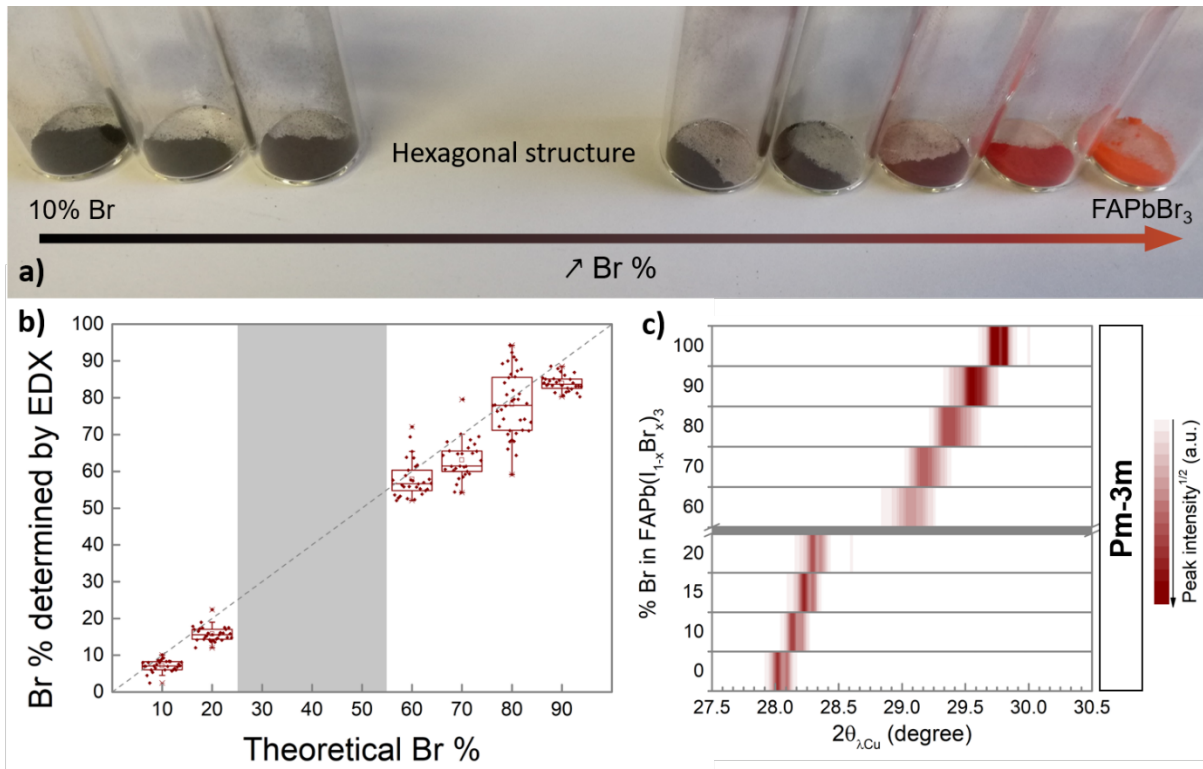 Hexagonal structure
10% Br
FAPbBr₃
↗ Br %
a)
b)
Br % determined by EDX
100
90
80
70
60
50
40
30
20
10
0
10 20 30 40 50 60 70 80 90
Theoretical Br %
c)
% Br in FAPb(I₁₋ₓBrₓ)₃
100
90
80
70
60
20
15
10
0
27.5 28.0 28.5 29.0 29.5 30.0 30.5
2θλCu (degree)
Pm-3m
Peak intensity^1/2 (a.u.)